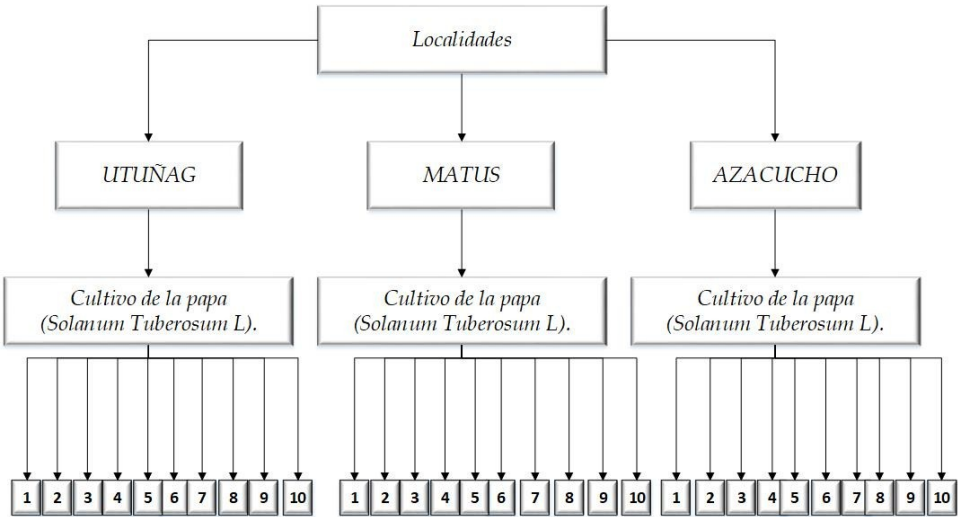 Localidades
UTUÑAG
MATUS
AZACUCHO
Cultivo de la papa
(Solanum Tuberosum L).
Cultivo de la papa
(Solanum Tuberosum L).
Cultivo de la papa
(Solanum Tuberosum L).
1 2 3 4 5 6 7 8 9 10
1 2 3 4 5 6 7 8 9 10
1 2 3 4 5 6 7 8 9 10